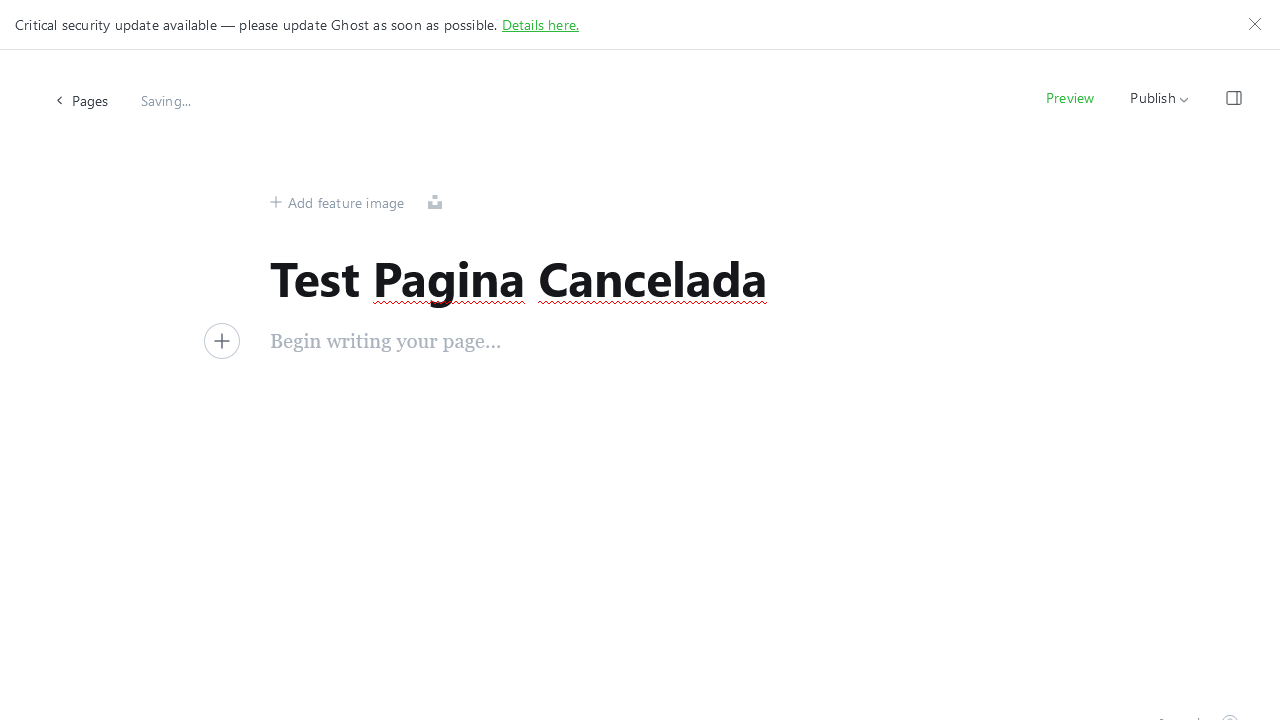 Critical security update available — please update Ghost as soon as possible. Details here.
Pages
Saving...
Preview
Publish
Add feature image
Test Pagina Cancelada
Begin writing your page...